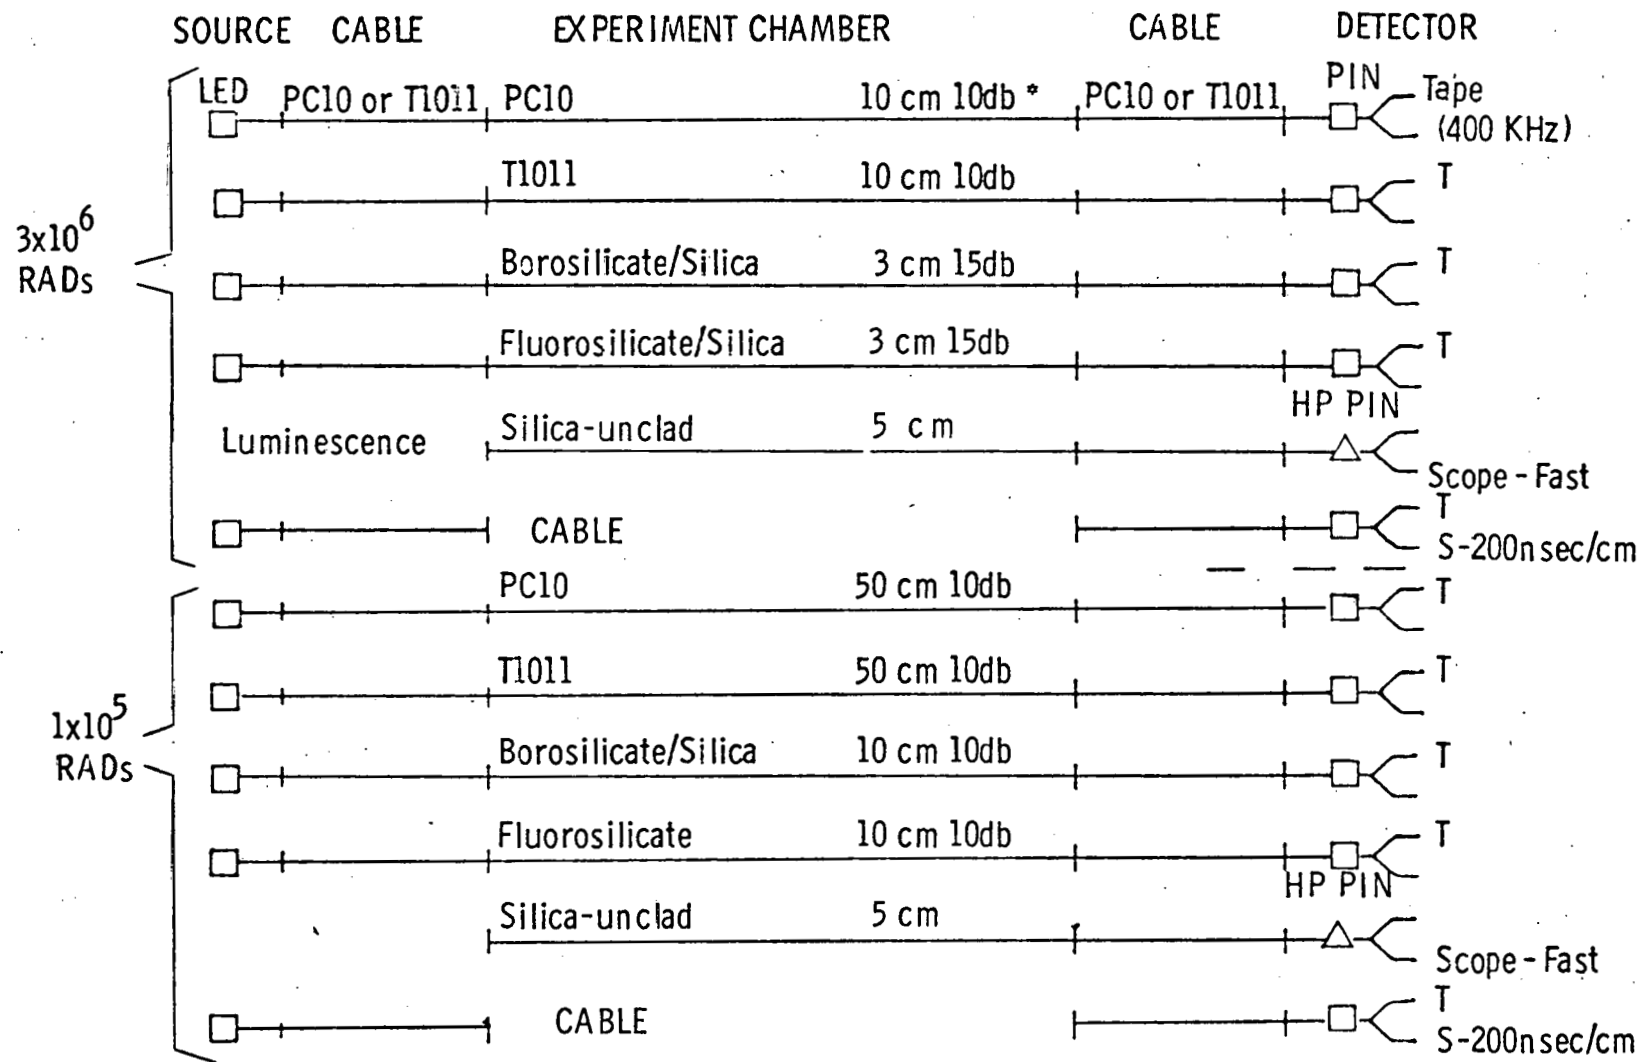 SOURCE CABLE EXPERIMENT CHAMBER CABLE DETECTOR
LED PC10 or T1011 PC10 10 cm 10db * PC10 or T1011 PIN Tape
(400 KHz)
T1011 10 cm 10db T
3x10^6
RADs
Borosilicate/Silica 3 cm 15db T
Fluorosilicate/Silica 3 cm 15db T
HP PIN
Luminescence Silica-unclad 5 cm
Scope-Fast
CABLE T
S-200nsec/cm
PC10 50 cm 10db T
T1011 50 cm 10db T
1x10^5
RADs
Borosilicate/Silica 10 cm 10db T
Fluorosilicate 10 cm 10db T
HP PIN
Silica-unclad 5 cm
Scope-Fast
CABLE T
S-200nsec/cm